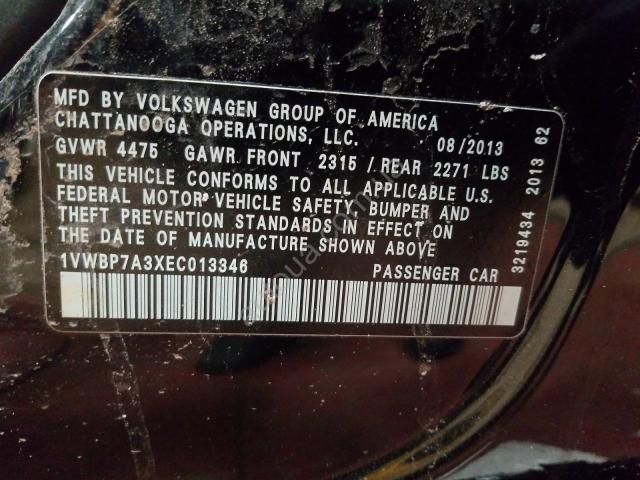 MFD BY VOLKSWAGEN GROUP OF AMERICA
CHATTANOOGA OPERATIONS, LLC. 08/2013
GVWR 4475 GAWR FRONT 2315 / REAR 2271 LBS
THIS VEHICLE CONFORMS TO ALL APPLICABLE U.S.
FEDERAL MOTOR VEHICLE SAFETY, BUMPER AND
THEFT PREVENTION STANDARDS IN EFFECT ON
THE DATE OF MANUFACTURE SHOWN ABOVE
1VWBP7A3XEC013346 PASSENGER CAR
3219434 2013 62